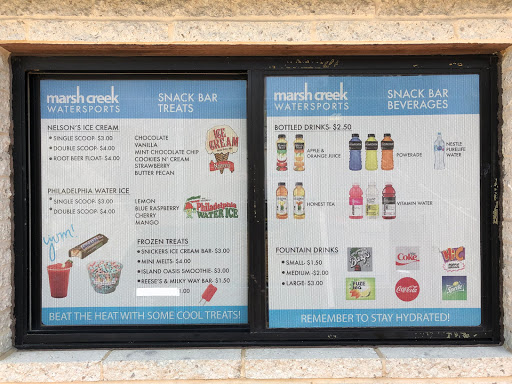 marsh creek
WATERSPORTS
SNACK BAR
TREATS
NELSON'S ICE CREAM
• SINGLE SCOOP- $3.00
• DOUBLE SCOOP- $4.00
• ROOT BEER FLOAT- $4.00
CHOCOLATE
VANILLA
MINT CHOCOLATE CHIP
COOKIES N' CREAM
STRAWBERRY
BUTTER PECAN
ICE
CREAM
PHILADELPHIA WATER ICE
• SINGLE SCOOP- $3.00
• DOUBLE SCOOP- $4.00
LEMON
BLUE RASPBERRY
CHERRY
MANGO
Philadelphia
WATER ICE
yum!
FROZEN TREATS
• SNICKERS ICE CREAM BAR- $3.00
• MINI MELTS- $4.00
• ISLAND OASIS SMOOTHIE- $3.00
• REESE'S & MILKY WAY BAR- $1.50
BEAT THE HEAT WITH SOME COOL TREATS!
marsh creek
WATERSPORTS
SNACK BAR
BEVERAGES
BOTTLED DRINKS- $2.50
APPLE &
ORANGE JUICE
POWERADE
NESTLE
PURELIFE
WATER
HONEST TEA
VITAMIN WATER
FOUNTAIN DRINKS
• SMALL- $1.50
• MEDIUM -$2.00
• LARGE- $3.00
Coke
Coca-Cola
Sprite
REMEMBER TO STAY HYDRATED!